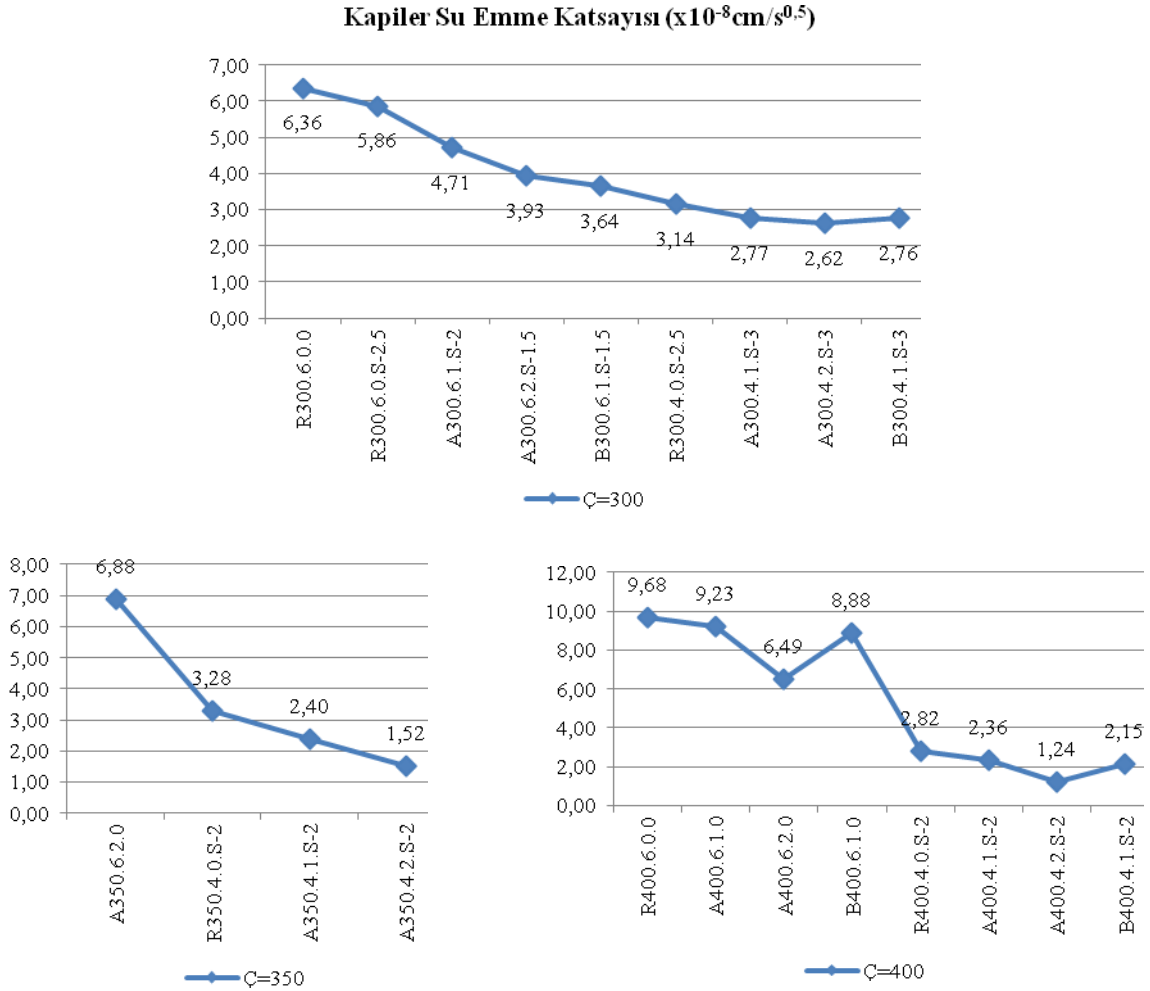 Kapiler Su Emme Katsayısı (x10⁻⁸cm/s⁰,⁵)
7,00
6,00
5,00
4,00
3,00
2,00
1,00
0,00
6,36
5,86
4,71
3,93
3,64
3,14
2,77
2,62
2,76
R300.6.0.0
R300.6.0.S-2.5
A300.6.1.S-2
A300.6.2.S-1.5
B300.6.1.S-1.5
R300.4.0.S-2.5
A300.4.1.S-3
A300.4.2.S-3
B300.4.1.S-3
Ç=300
8,00
7,00
6,00
5,00
4,00
3,00
2,00
1,00
0,00
6,88
3,28
2,40
1,52
A350.6.2.0
R350.4.0.S-2
A350.4.1.S-2
A350.4.2.S-2
Ç=350
12,00
10,00
8,00
6,00
4,00
2,00
0,00
9,68
9,23
6,49
8,88
2,82
2,36
1,24
2,15
R400.6.0.0
A400.6.1.0
A400.6.2.0
B400.6.1.0
R400.4.0.S-2
A400.4.1.S-2
A400.4.2.S-2
B400.4.1.S-2
Ç=400